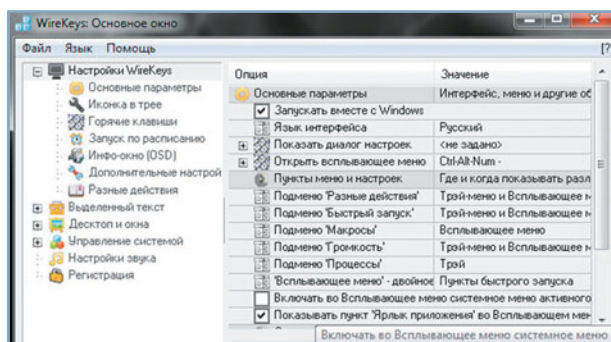 WireKeys: Основное окно
Файл Язык Помощь [?
Настройки WireKeys
Основные параметры
Иконка в трее
Горячие клавиши
Запуск по расписанию
Инфо-окно (OSD)
Дополнительные настрой
Разные действия
Выделенный текст
Десктоп и окна
Управление системой
Настройки звука
Регистрация
Опция Значение
Основные параметры Интерфейс, меню и другие об
Запускать вместе с Windows
Язык интерфейса Русский
Показать диалог настроек <не задано>
Открыть всплывающее меню Ctrl-Alt-Num -
Пункты меню и настроек Где и когда показывать разл
Подменю 'Разные действия' Трэй-меню и Всплывающее м
Подменю 'Быстрый запуск' Трэй-меню и Всплывающее м
Подменю 'Макросы' Всплывающее меню
Подменю 'Громкость' Трэй-меню и Всплывающее м
Подменю 'Процессы' Трэй
'Всплывающее меню' - двойное Пункты быстрого запуска
Включать во Всплывающее меню системное меню активного
Показывать пункт 'Ярлык приложения' во Всплывающем мен
Включать во Всплывающее меню системное меню